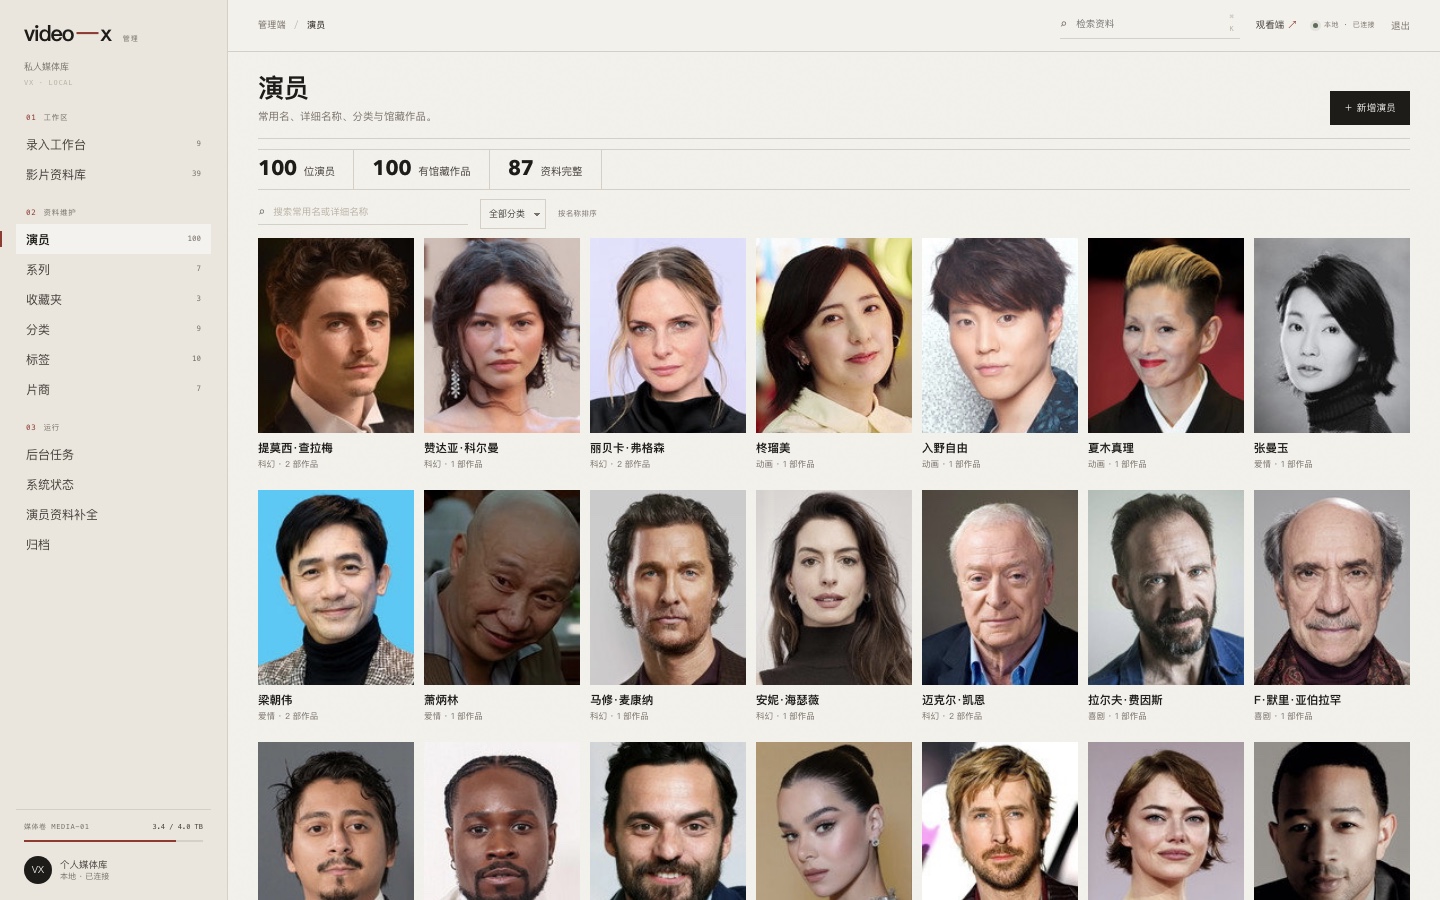 video—x 管理
私人媒体库
VX · LOCAL
01 工作区
录入工作台 9
影片资料库 39
02 资料维护
演员 100
系列 7
收藏夹 3
分类 9
标签 10
片商 7
03 运行
后台任务
系统状态
演员资料补全
归档
媒体卷 MEDIA-01 3.4 / 4.0 TB
VX
个人媒体库
本地 · 已连接
管理端 / 演员
检索资料
⌘
K
观看端 ↗
本地 · 已连接
退出
演员
常用名、详细名称、分类与馆藏作品。
+ 新增演员
100 位演员
100 有馆藏作品
87 资料完整
搜索常用名或详细名称
全部分类
按名称排序
提莫西·查拉梅
科幻 · 2 部作品
赞达亚·科尔曼
科幻 · 1 部作品
丽贝卡·弗格森
科幻 · 2 部作品
柊瑠美
动画 · 1 部作品
入野自由
动画 · 1 部作品
夏木真理
动画 · 1 部作品
张曼玉
爱情 · 1 部作品
梁朝伟
爱情 · 2 部作品
萧炳林
爱情 · 1 部作品
马修·麦康纳
科幻 · 1 部作品
安妮·海瑟薇
科幻 · 1 部作品
迈克尔·凯恩
科幻 · 2 部作品
拉尔夫·费因斯
喜剧 · 1 部作品
F·默里·亚伯拉罕
喜剧 · 1 部作品